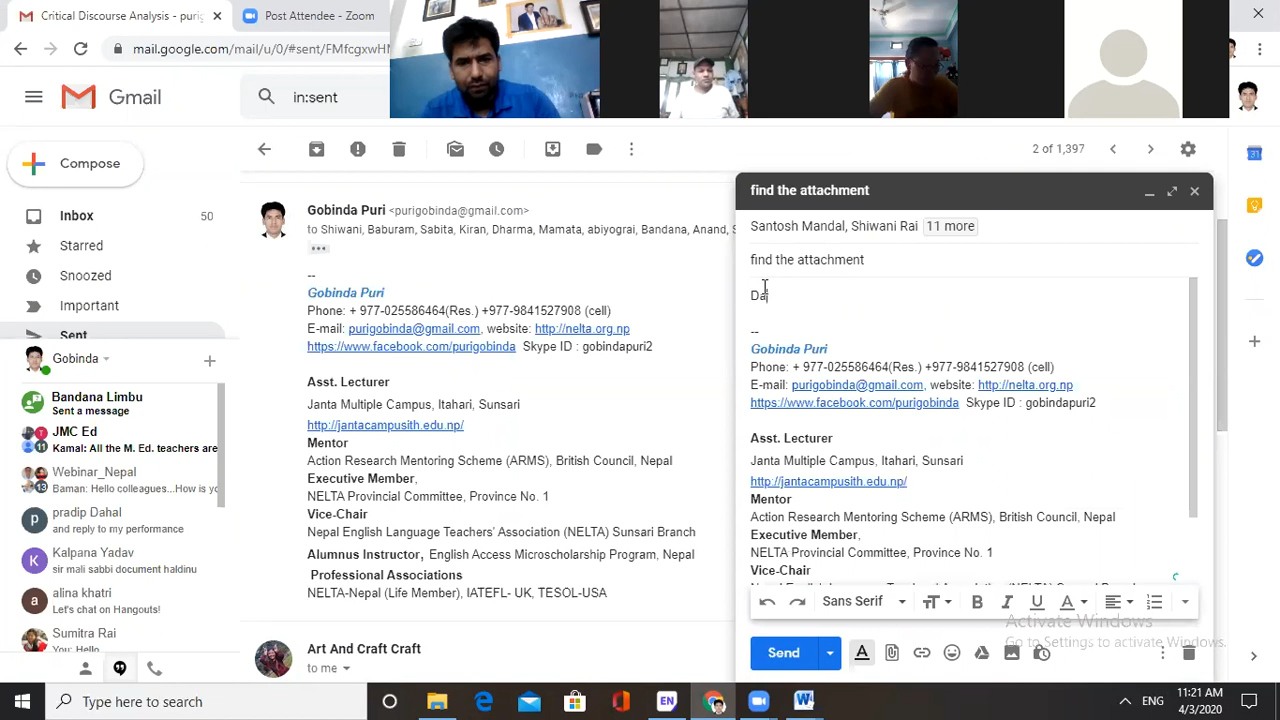 Critical Discourse Analysis - purig
Post Attendee - Zoom
mail.google.com/mail/u/0/#sent/FMfcgxwH
Gmail
in:sent
Compose
2 of 1,397
31
Inbox 50
Starred
Snoozed
Important
Sent
Gobinda
Bandana Limbu
Sent a message
JMC Ed
11
Kamal: All the M. Ed. teachers are
Webinar_Nepal
13
Baman: Hello colleagues...How is yo
p
pradip Dahal
and reply to my performance
K
Kalpana Yadav
sir mali sabbi document haldinu
a
alina khatri
Let's chat on Hangouts!
Sumitra Rai
You: Hello
Gobinda Puri <purigobinda@gmail.com>
to Shiwani, Baburam, Sabita, Kiran, Dharma, Mamata, abiyograi, Bandana, Anand, S
--
Gobinda Puri
Phone: + 977-025586464(Res.) +977-9841527908 (cell)
E-mail: purigobinda@gmail.com, website: http://nelta.org.np
https://www.facebook.com/purigobinda Skype ID : gobindapuri2
Asst. Lecturer
Janta Multiple Campus, Itahari, Sunsari
http://jantacampusith.edu.np/
Mentor
Action Research Mentoring Scheme (ARMS), British Council, Nepal
Executive Member,
NELTA Provincial Committee, Province No. 1
Vice-Chair
Nepal English Language Teachers' Association (NELTA) Sunsari Branch
Alumnus Instructor, English Access Microscholarship Program, Nepal
Professional Associations
NELTA-Nepal (Life Member), IATEFL- UK, TESOL-USA
Art And Craft Craft
to me
find the attachment
Santosh Mandal, Shiwani Rai 11 more
find the attachment
--
Gobinda Puri
Phone: + 977-025586464(Res.) +977-9841527908 (cell)
E-mail: purigobinda@gmail.com, website: http://nelta.org.np
https://www.facebook.com/purigobinda Skype ID : gobindapuri2
Asst. Lecturer
Janta Multiple Campus, Itahari, Sunsari
http://jantacampusith.edu.np/
Mentor
Action Research Mentoring Scheme (ARMS), British Council, Nepal
Executive Member,
NELTA Provincial Committee, Province No. 1
Vice-Chair
Sans Serif
Activate Windows
Go to Settings to activate Windows.
Send
Type here to search
EN
ENG
11:21 AM
4/3/2020